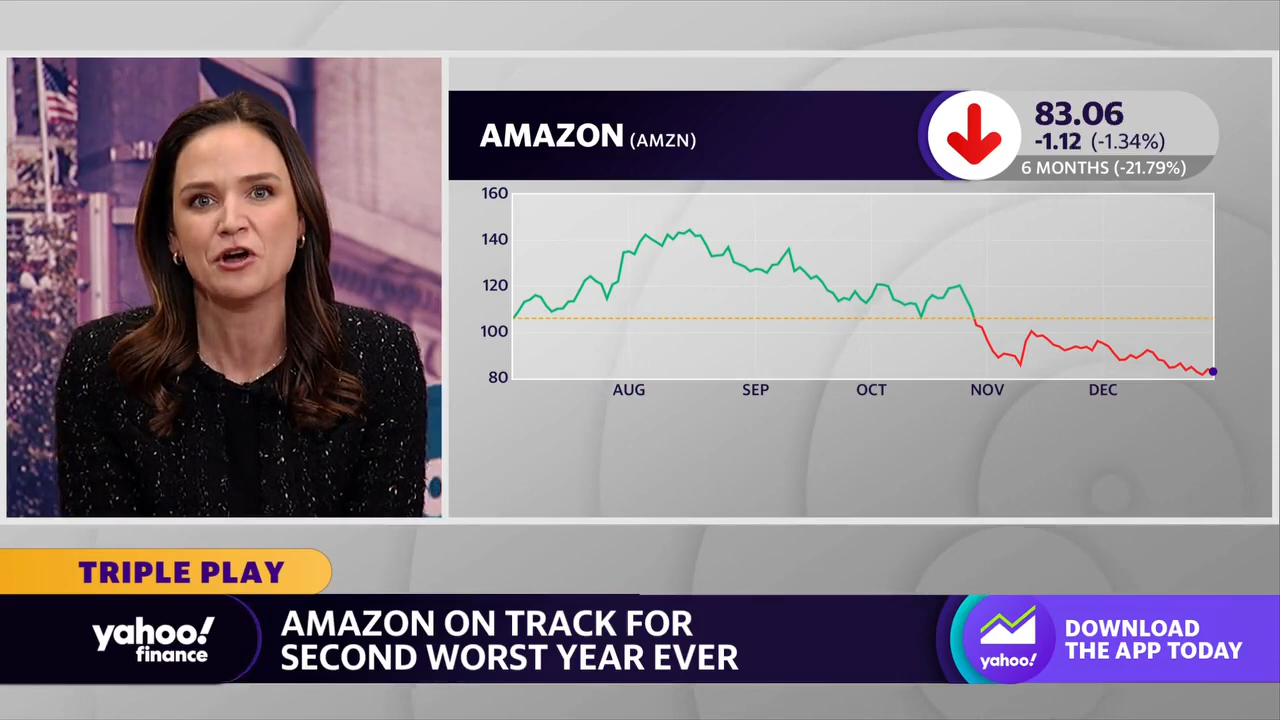 AMAZON (AMZN)
83.06
-1.12 (-1.34%)
6 MONTHS (-21.79%)
160
140
120
100
80
AUG SEP OCT NOV DEC
TRIPLE PLAY
yahoo!
finance
AMAZON ON TRACK FOR
SECOND WORST YEAR EVER
yahoo!
DOWNLOAD
THE APP TODAY